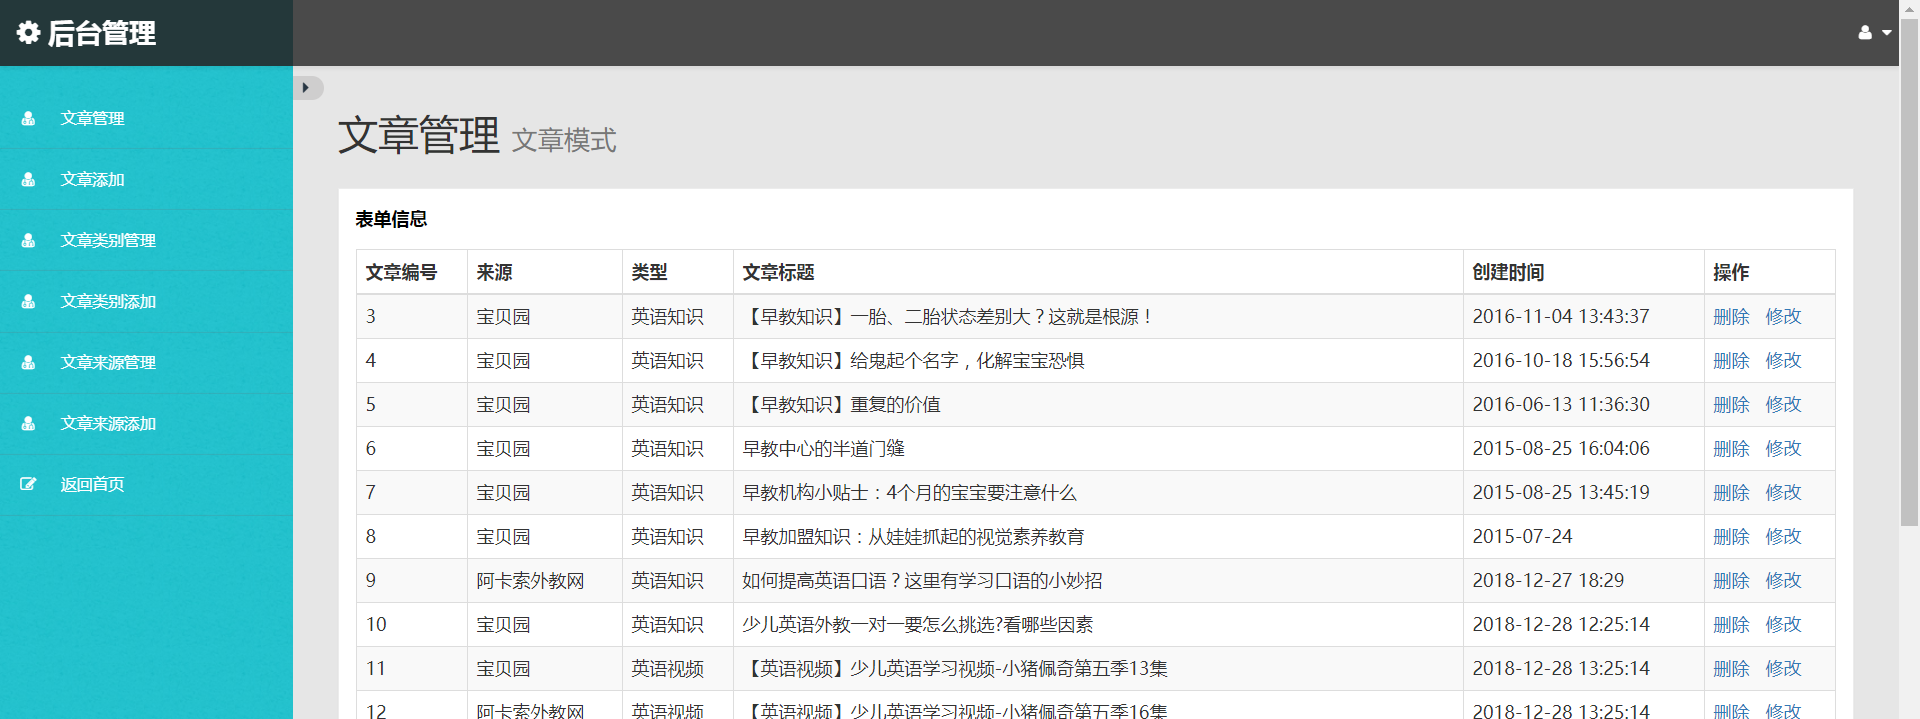 后台管理
文章管理
文章添加
文章类别管理
文章类别添加
文章来源管理
文章来源添加
返回首页
文章管理 文章模式
表单信息
文章编号 来源 类型 文章标题 创建时间 操作
3 宝贝园 英语知识 【早教知识】一胎、二胎状态差别大？这就是根源！ 2016-11-04 13:43:37 删除 修改
4 宝贝园 英语知识 【早教知识】给鬼起个名字，化解宝宝恐惧 2016-10-18 15:56:54 删除 修改
5 宝贝园 英语知识 【早教知识】重复的价值 2016-06-13 11:36:30 删除 修改
6 宝贝园 英语知识 早教中心的半道门缝 2015-08-25 16:04:06 删除 修改
7 宝贝园 英语知识 早教机构小贴士：4个月的宝宝要注意什么 2015-08-25 13:45:19 删除 修改
8 宝贝园 英语知识 早教加盟知识：从娃娃抓起的视觉素养教育 2015-07-24 删除 修改
9 阿卡索外教网 英语知识 如何提高英语口语？这里有学习口语的小妙招 2018-12-27 18:29 删除 修改
10 宝贝园 英语知识 少儿英语外教一对一要怎么挑选?看哪些因素 2018-12-28 12:25:14 删除 修改
11 宝贝园 英语视频 【英语视频】少儿英语学习视频-小猪佩奇第五季13集 2018-12-28 13:25:14 删除 修改
12 阿卡索外教网 英语视频 【英语视频】少儿英语学习视频-小猪佩奇第五季16集 2018-12-28 13:25:14 删除 修改